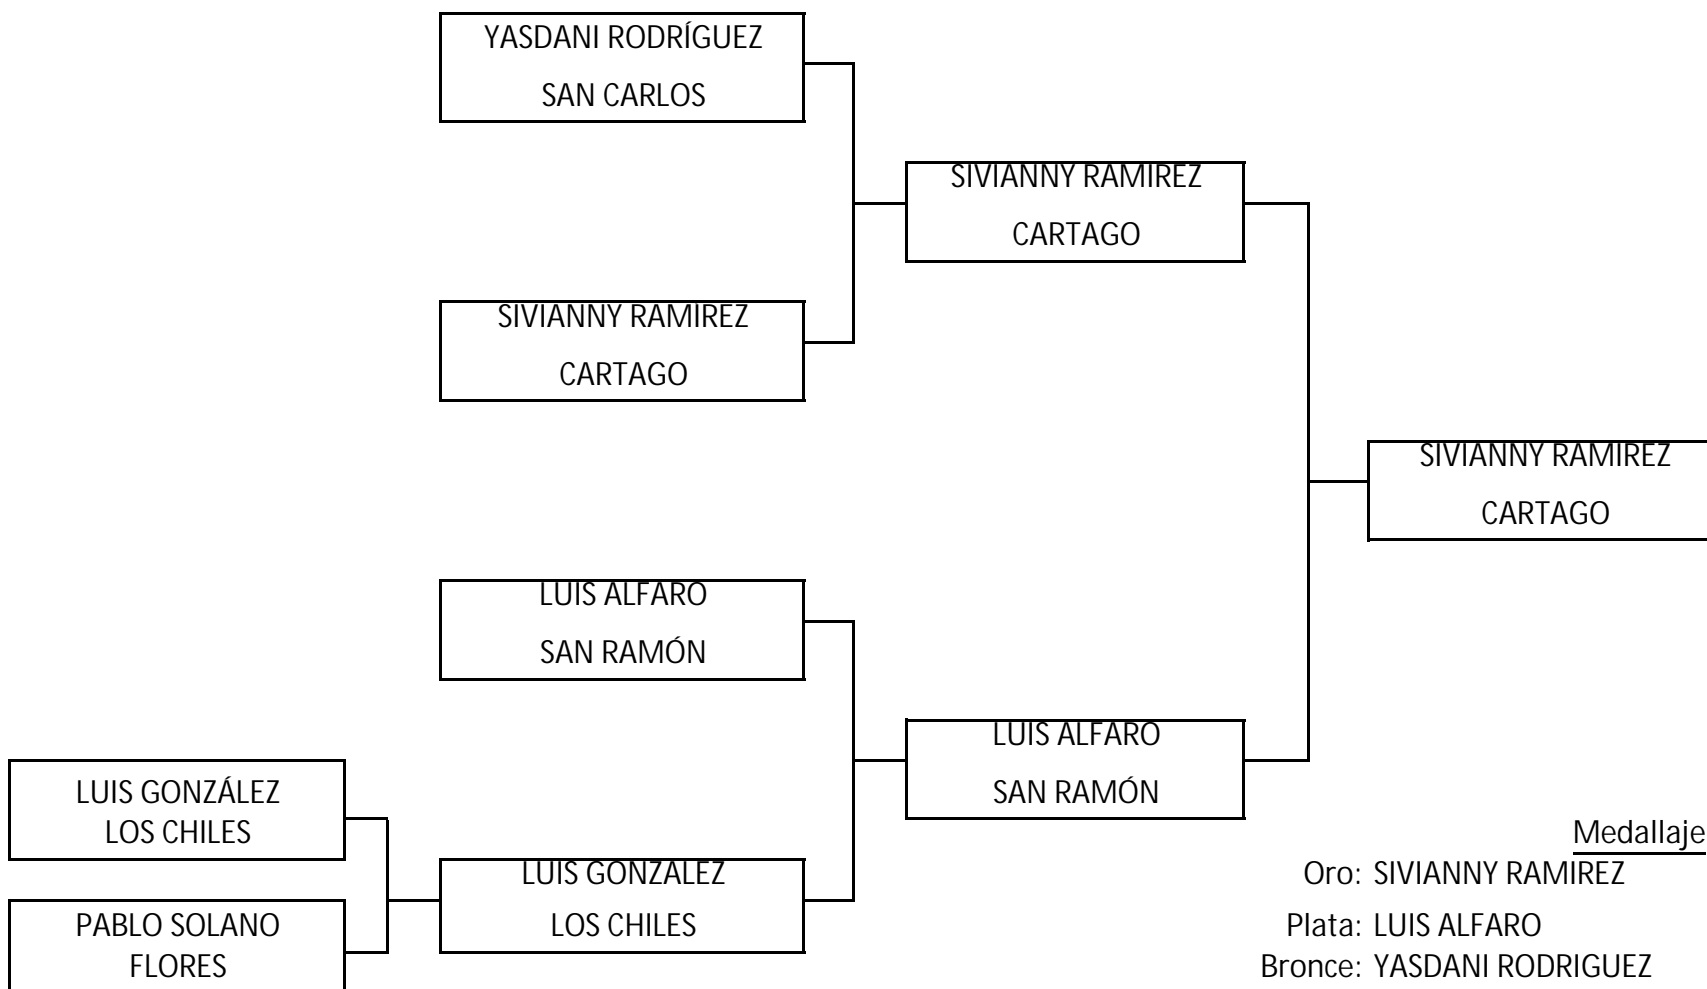 YASDANI RODRÍGUEZ
SAN CARLOS
SIVIANNY RAMIREZ
CARTAGO
SIVIANNY RAMIREZ
CARTAGO
SIVIANNY RAMIREZ
CARTAGO
LUIS ALFARO
SAN RAMÓN
LUIS ALFARO
SAN RAMÓN
LUIS GONZÁLEZ
LOS CHILES
LUIS GONZALEZ
LOS CHILES
PABLO SOLANO
FLORES
Medallaje
Oro: SIVIANNY RAMIREZ
Plata: LUIS ALFARO
Bronce: YASDANI RODRIGUEZ